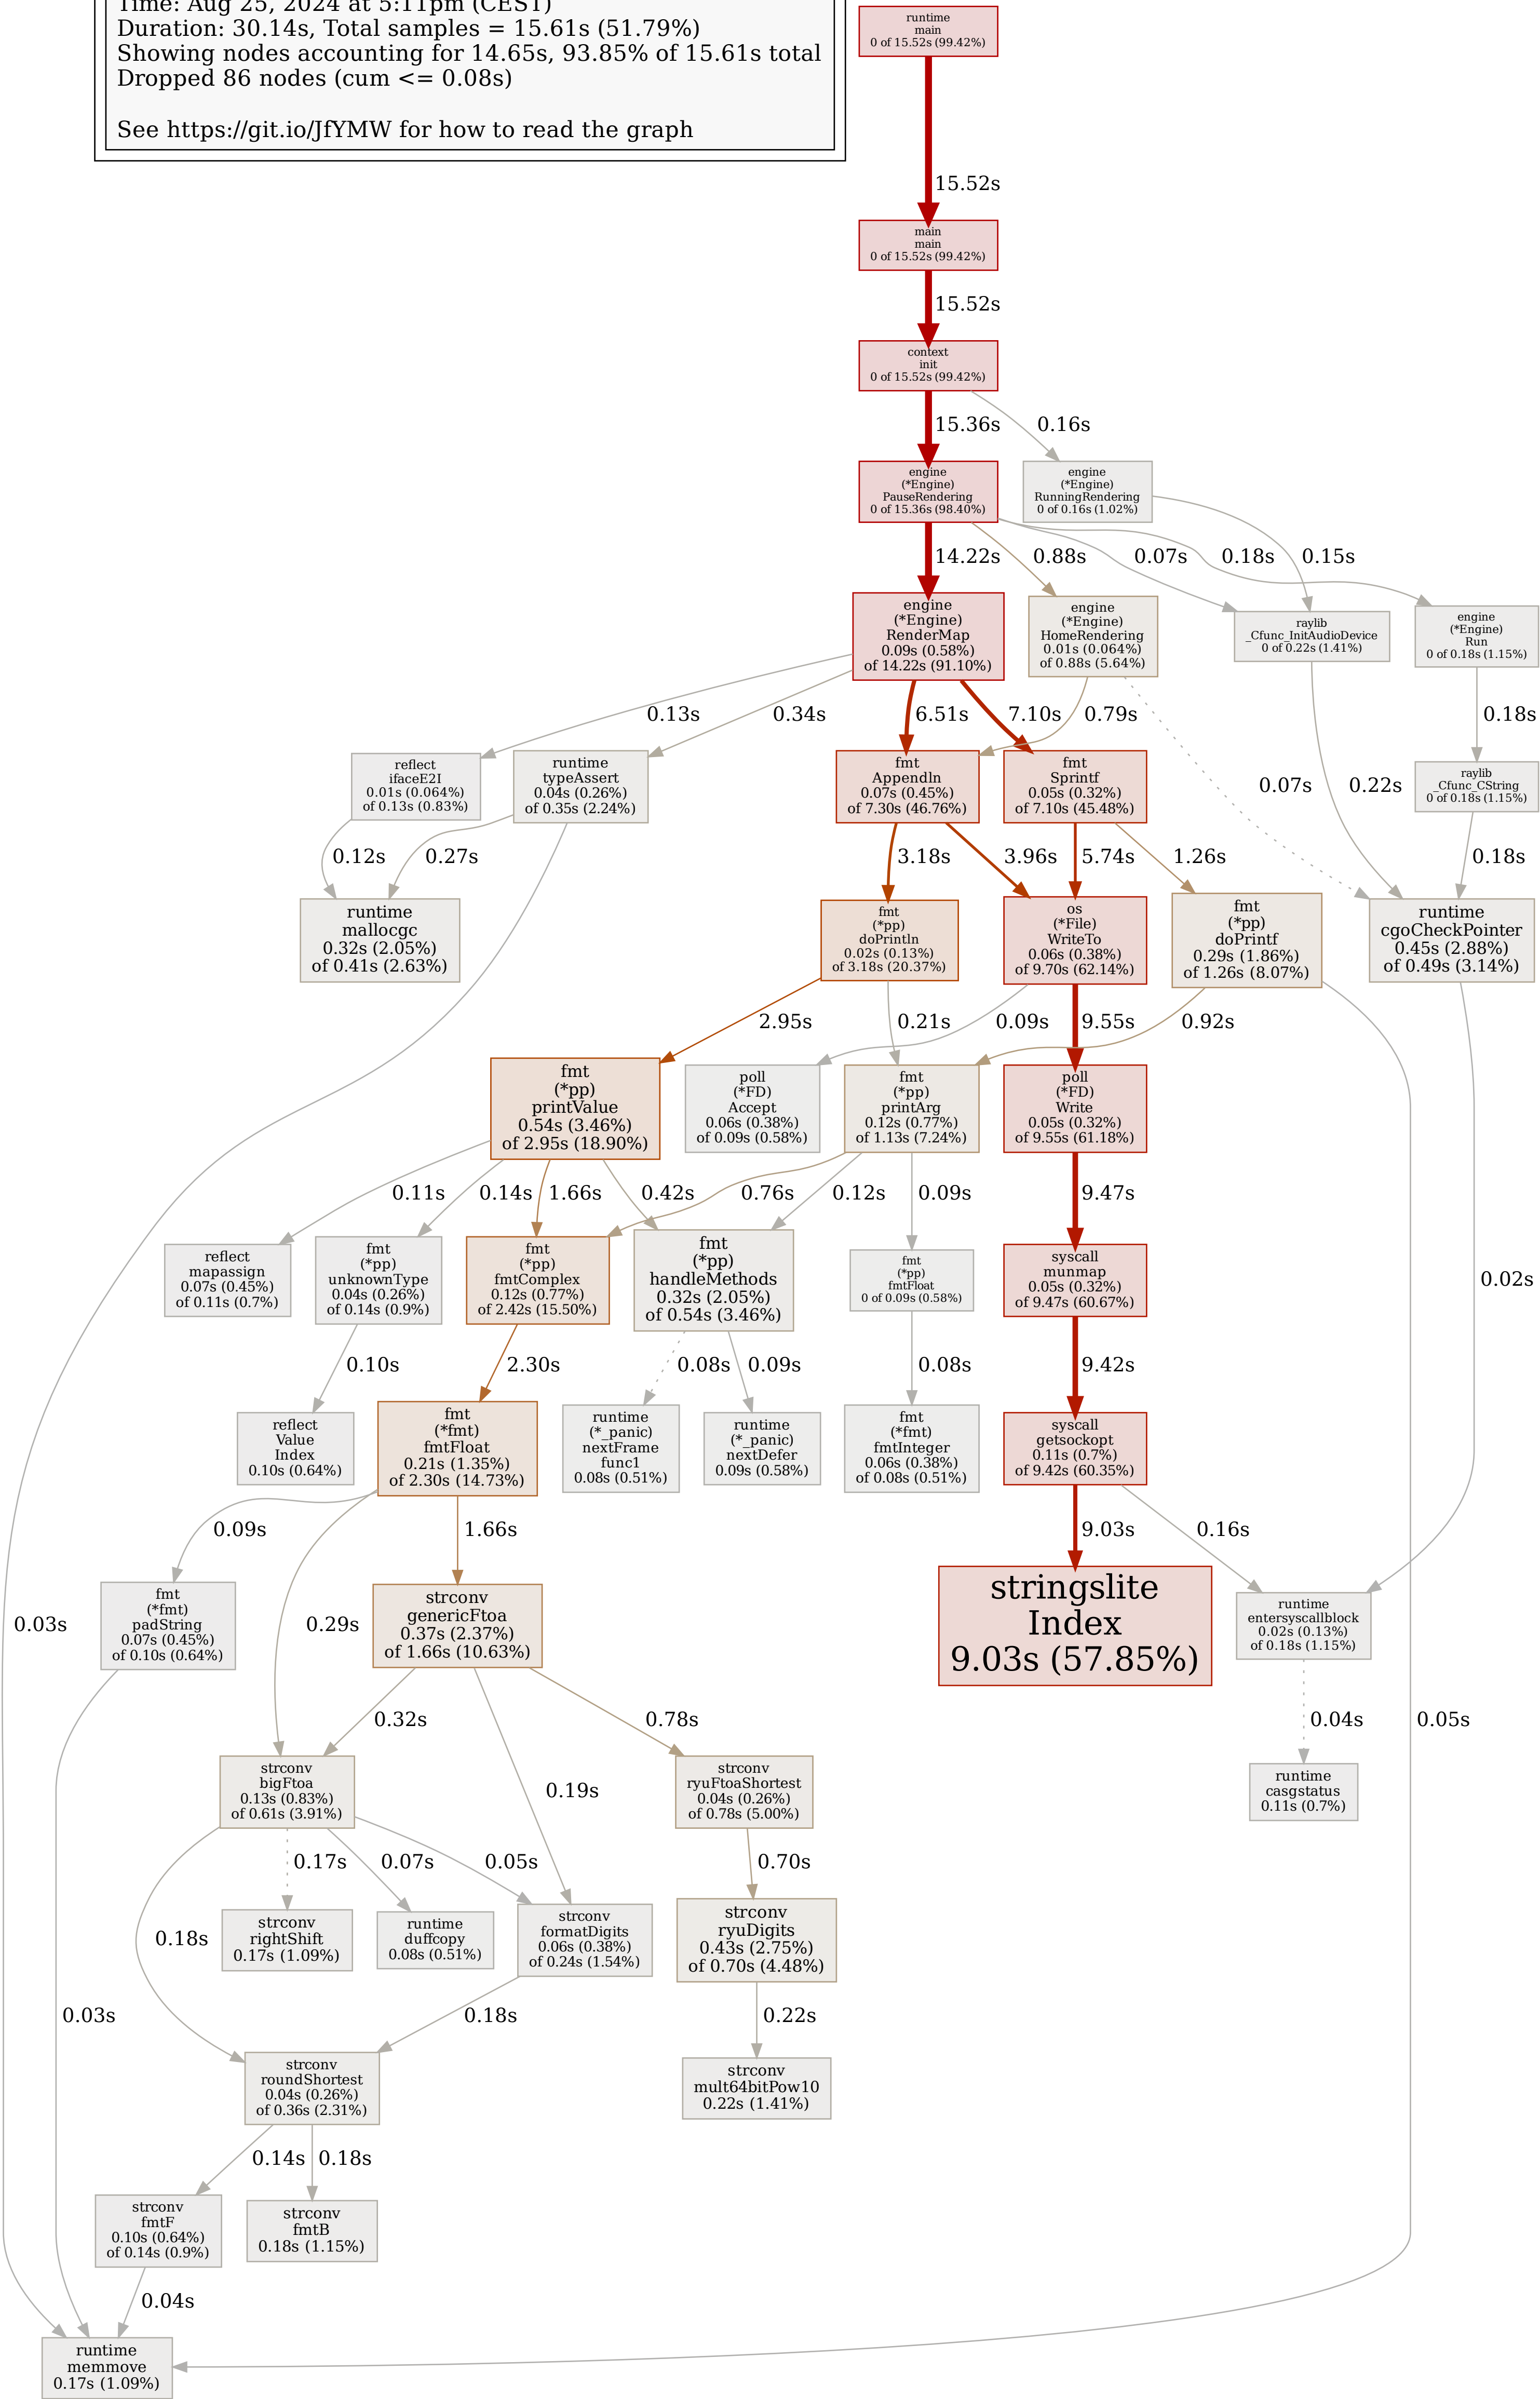 Time: Aug 25, 2024 at 5:11pm (CEST)
Duration: 30.14s, Total samples = 15.61s (51.79%)
Showing nodes accounting for 14.65s, 93.85% of 15.61s total
Dropped 86 nodes (cum <= 0.08s)
See https://git.io/JfYMW for how to read the graph
runtime
main
0 of 15.52s (99.42%)
15.52s
main
main
0 of 15.52s (99.42%)
15.52s
context
init
0 of 15.52s (99.42%)
15.36s
0.16s
engine
(*Engine)
PauseRendering
0 of 15.36s (98.40%)
engine
(*Engine)
RunningRendering
0 of 0.16s (1.02%)
14.22s
0.88s
0.07s
0.18s
0.15s
engine
(*Engine)
RenderMap
0.09s (0.58%)
of 14.22s (91.10%)
engine
(*Engine)
HomeRendering
0.01s (0.064%)
of 0.88s (5.64%)
raylib
_Cfunc_InitAudioDevice
0 of 0.22s (1.41%)
engine
(*Engine)
Run
0 of 0.18s (1.15%)
0.13s
0.34s
6.51s
7.10s
0.79s
0.07s
0.22s
0.18s
reflect
ifaceE2I
0.01s (0.064%)
of 0.13s (0.83%)
runtime
typeAssert
0.04s (0.26%)
of 0.35s (2.24%)
fmt
Appendln
0.07s (0.45%)
of 7.30s (46.76%)
fmt
Sprintf
0.05s (0.32%)
of 7.10s (45.48%)
raylib
_Cfunc_CString
0 of 0.18s (1.15%)
0.12s
0.27s
3.18s
3.96s
5.74s
1.26s
0.18s
runtime
mallocgc
0.32s (2.05%)
of 0.41s (2.63%)
fmt
(*pp)
doPrintln
0.02s (0.13%)
of 3.18s (20.37%)
os
(*File)
WriteTo
0.06s (0.38%)
of 9.70s (62.14%)
fmt
(*pp)
doPrintf
0.29s (1.86%)
of 1.26s (8.07%)
runtime
cgoCheckPointer
0.45s (2.88%)
of 0.49s (3.14%)
2.95s
0.21s
0.09s
9.55s
0.92s
fmt
(*pp)
printValue
0.54s (3.46%)
of 2.95s (18.90%)
poll
(*FD)
Accept
0.06s (0.38%)
of 0.09s (0.58%)
fmt
(*pp)
printArg
0.12s (0.77%)
of 1.13s (7.24%)
poll
(*FD)
Write
0.05s (0.32%)
of 9.55s (61.18%)
0.11s
0.14s
1.66s
0.42s
0.76s
0.12s
0.09s
9.47s
0.02s
reflect
mapassign
0.07s (0.45%)
of 0.11s (0.7%)
fmt
(*pp)
unknownType
0.04s (0.26%)
of 0.14s (0.9%)
fmt
(*pp)
fmtComplex
0.12s (0.77%)
of 2.42s (15.50%)
fmt
(*pp)
handleMethods
0.32s (2.05%)
of 0.54s (3.46%)
fmt
(*pp)
fmtFloat
0 of 0.09s (0.58%)
syscall
munmap
0.05s (0.32%)
of 9.47s (60.67%)
0.10s
2.30s
0.08s
0.09s
0.08s
9.42s
reflect
Value
Index
0.10s (0.64%)
fmt
(*fmt)
fmtFloat
0.21s (1.35%)
of 2.30s (14.73%)
runtime
(*_panic)
nextFrame
func1
0.08s (0.51%)
runtime
(*_panic)
nextDefer
0.09s (0.58%)
fmt
(*fmt)
fmtInteger
0.06s (0.38%)
of 0.08s (0.51%)
syscall
getsockopt
0.11s (0.7%)
of 9.42s (60.35%)
0.09s
1.66s
9.03s
0.16s
0.03s
fmt
(*fmt)
padString
0.07s (0.45%)
of 0.10s (0.64%)
0.29s
strconv
genericFtoa
0.37s (2.37%)
of 1.66s (10.63%)
stringslite
Index
9.03s (57.85%)
runtime
entersyscallblock
0.02s (0.13%)
of 0.18s (1.15%)
0.32s
0.78s
0.04s
0.05s
strconv
bigFtoa
0.13s (0.83%)
of 0.61s (3.91%)
0.19s
strconv
ryuFtoaShortest
0.04s (0.26%)
of 0.78s (5.00%)
runtime
casgstatus
0.11s (0.7%)
0.17s
0.07s
0.05s
0.70s
0.18s
strconv
rightShift
0.17s (1.09%)
runtime
duffcopy
0.08s (0.51%)
strconv
formatDigits
0.06s (0.38%)
of 0.24s (1.54%)
strconv
ryuDigits
0.43s (2.75%)
of 0.70s (4.48%)
0.03s
0.18s
0.22s
strconv
roundShortest
0.04s (0.26%)
of 0.36s (2.31%)
strconv
mult64bitPow10
0.22s (1.41%)
0.14s
0.18s
strconv
fmtF
0.10s (0.64%)
of 0.14s (0.9%)
strconv
fmtB
0.18s (1.15%)
0.04s
runtime
memmove
0.17s (1.09%)